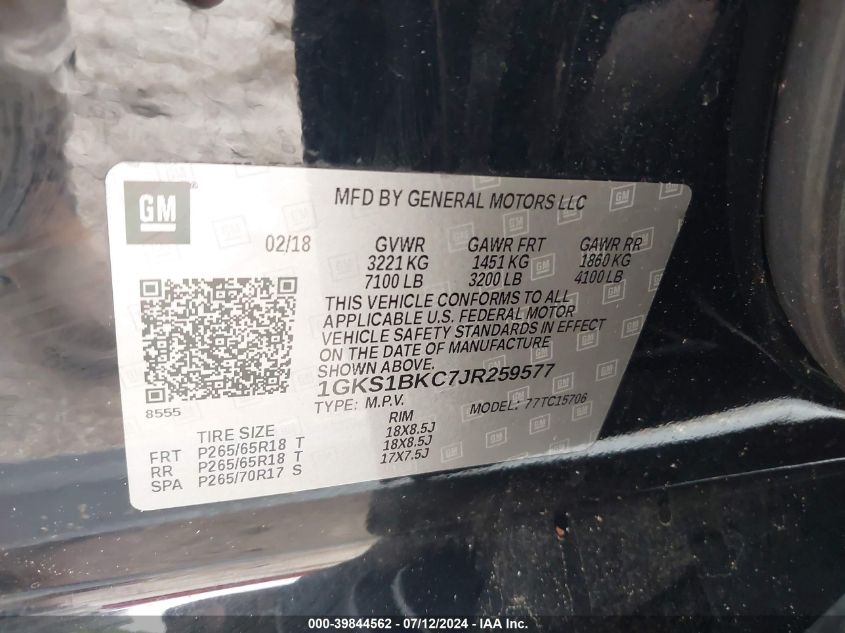 GM
MFD BY GENERAL MOTORS LLC
02/18 GVWR GAWR FRT GAWR RR
3221 KG 1451 KG 1860 KG
7100 LB 3200 LB 4100 LB
THIS VEHICLE CONFORMS TO ALL
APPLICABLE U.S. FEDERAL MOTOR
VEHICLE SAFETY STANDARDS IN EFFECT
ON THE DATE OF MANUFACTURE
SHOWN ABOVE.
1GKS1BKC7JR259577
8555
TYPE: M.P.V. MODEL: 77TC15706
TIRE SIZE RIM
FRT P265/65R18 T 18X8.5J
RR P265/65R18 T 18X8.5J
SPA P265/70R17 S 17X7.5J
000-39844562 - 07/12/2024 - IAA Inc.